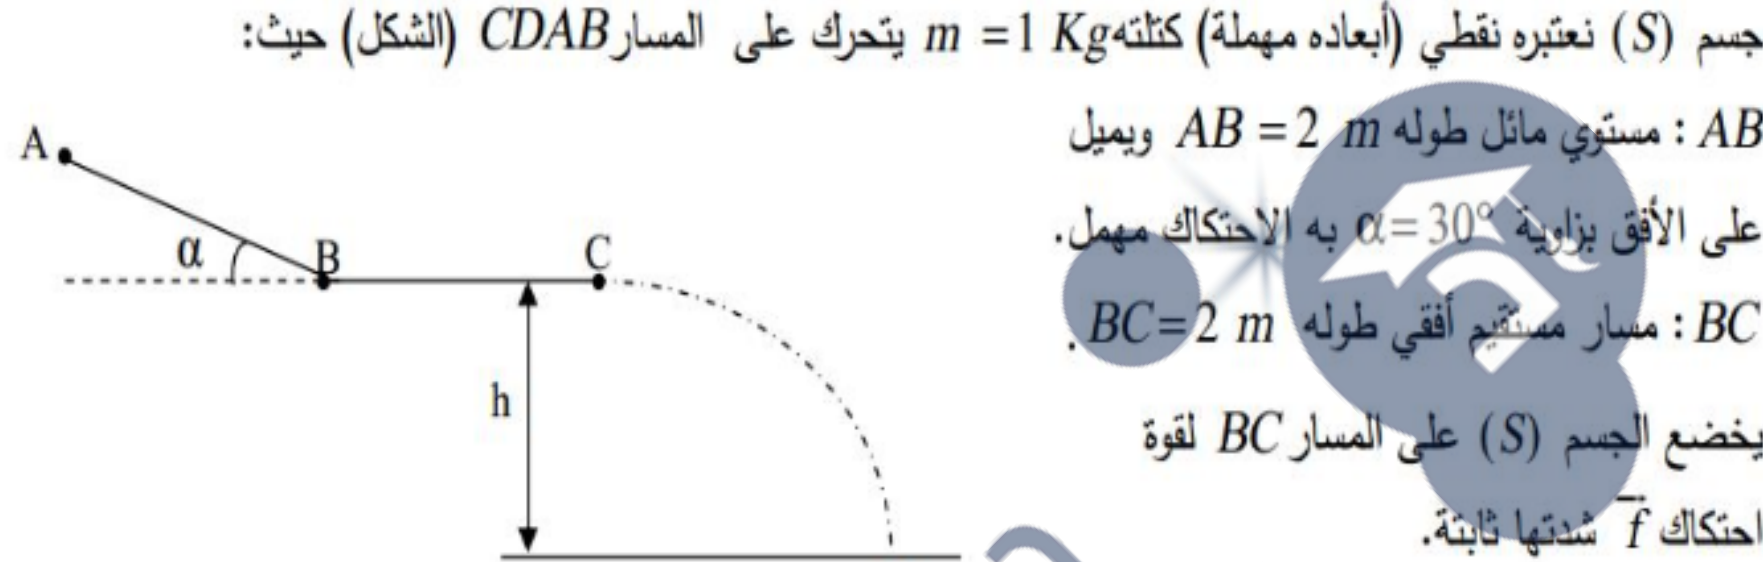 جسم (S) نعتبره نقطي (أبعاده مهملة) كتلته m = 1 Kg يتحرك على المسار CDAB (الشكل) حيث:
AB : مستوي مائل طوله AB = 2 m ويميل
على الأفق بزاوية α = 30° به الاحتكاك مهمل.
BC : مسار مستقيم أفقي طوله BC = 2 m .
يخضع الجسم (S) على المسار BC لقوة
احتكاك f شدتها ثابتة.
A
α
B
C
h